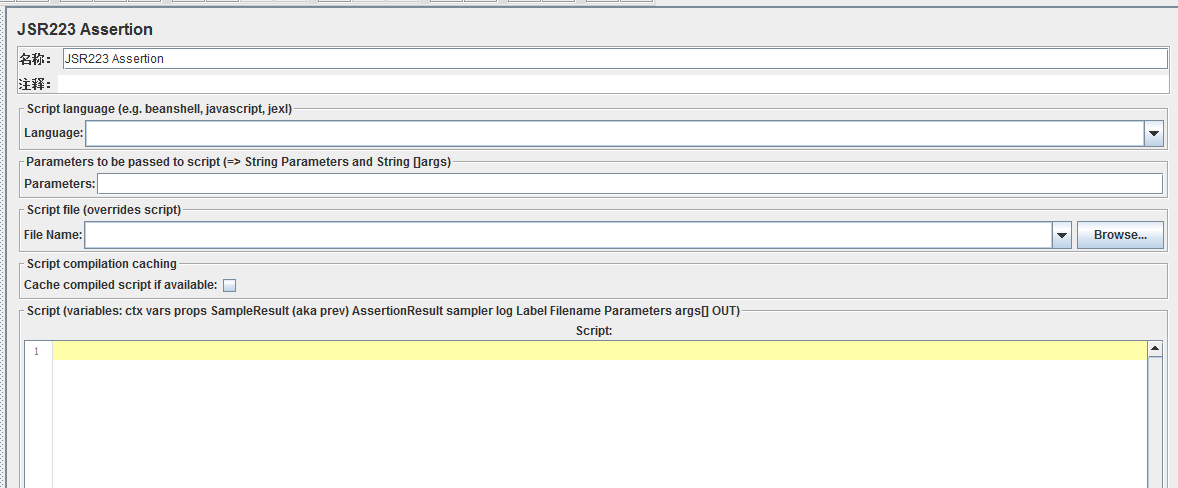 JSR223 Assertion
名称： JSR223 Assertion
注释：
Script language (e.g. beanshell, javascript, jexl)
Language:
Parameters to be passed to script (=> String Parameters and String []args)
Parameters:
Script file (overrides script)
File Name: Browse...
Script compilation caching
Cache compiled script if available:
Script (variables: ctx vars props SampleResult (aka prev) AssertionResult sampler log Label Filename Parameters args[] OUT)
Script:
1